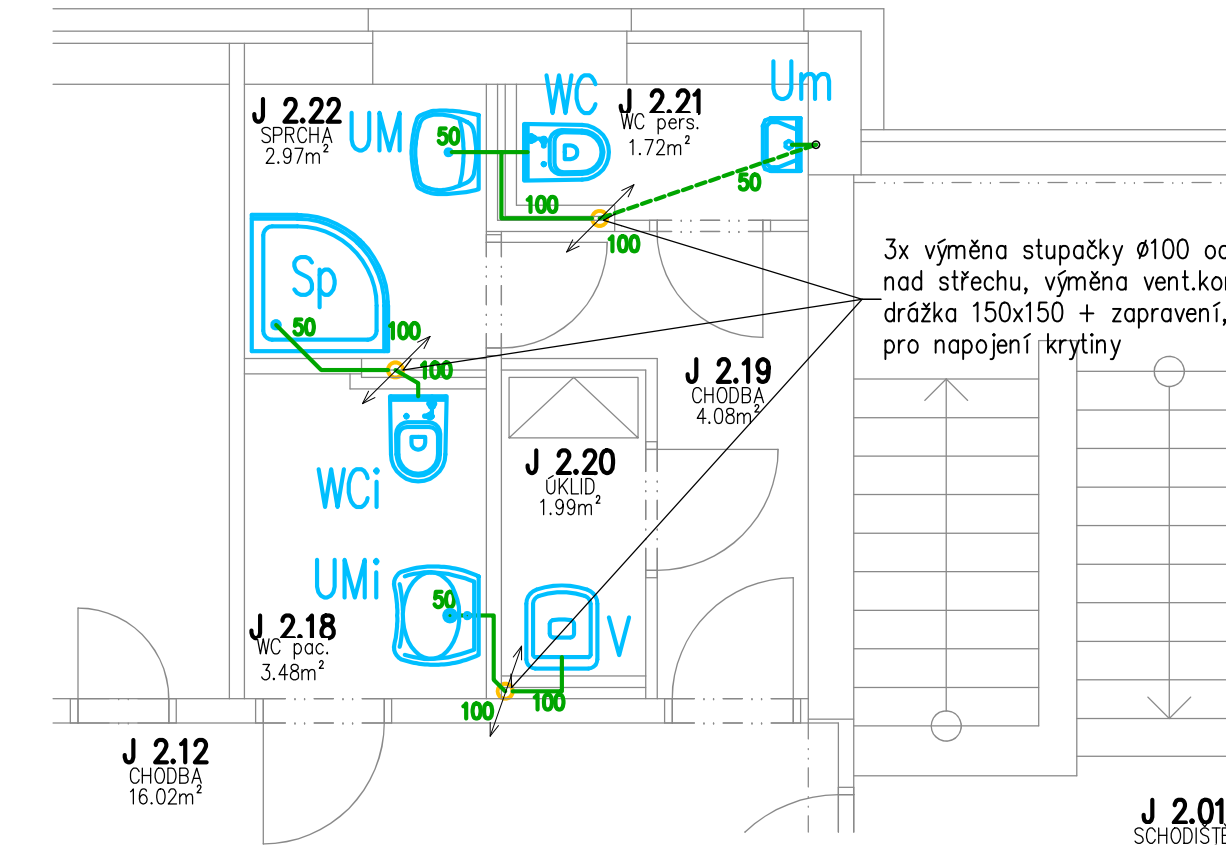 J 2.22
SPRCHA
2.97m²
UM
50
WC
J 2.21
WC pers.
1.72m²
Um
50
100
100
3x výměna stupačky ø100 od
nad střechu, výměna vent.kom
drážka 150x150 + zapravení,
pro napojení krytiny
Sp
50
100
100
J 2.19
CHODBA
4.08m²
WCi
J 2.20
ÚKLID
1.99m²
UMi
50
V
J 2.18
WC pac.
3.48m²
100
100
J 2.12
CHODBA
16.02m²
J 2.01
SCHODIŠTĚ